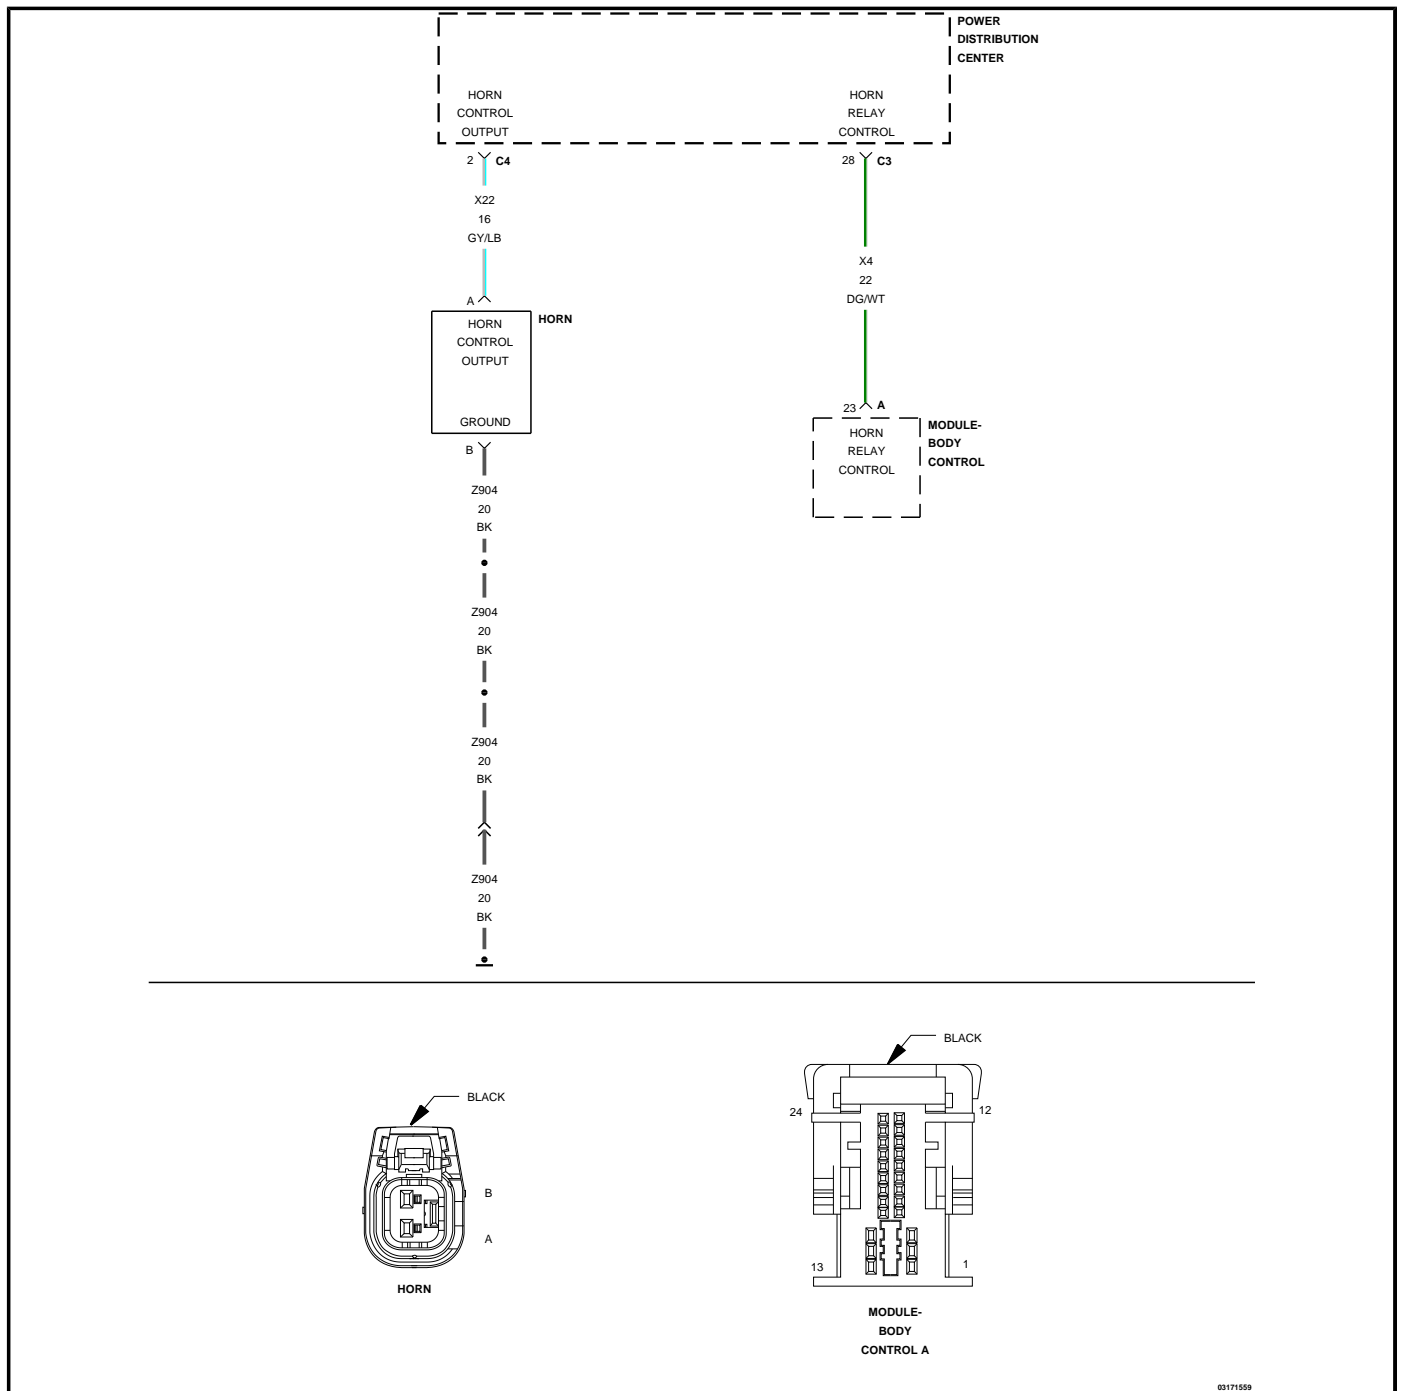 POWER
DISTRIBUTION
CENTER
HORN
CONTROL
OUTPUT
HORN
RELAY
CONTROL
2 C4
28 C3
X22
16
GY/LB
X4
22
DG/WT
A
HORN
CONTROL
OUTPUT
HORN
GROUND
B
23 A
HORN
RELAY
CONTROL
MODULE-
BODY
CONTROL
Z904
20
BK
Z904
20
BK
Z904
20
BK
Z904
20
BK
BLACK
B
A
HORN
BLACK
24
12
13
1
MODULE-
BODY
CONTROL A
03171559